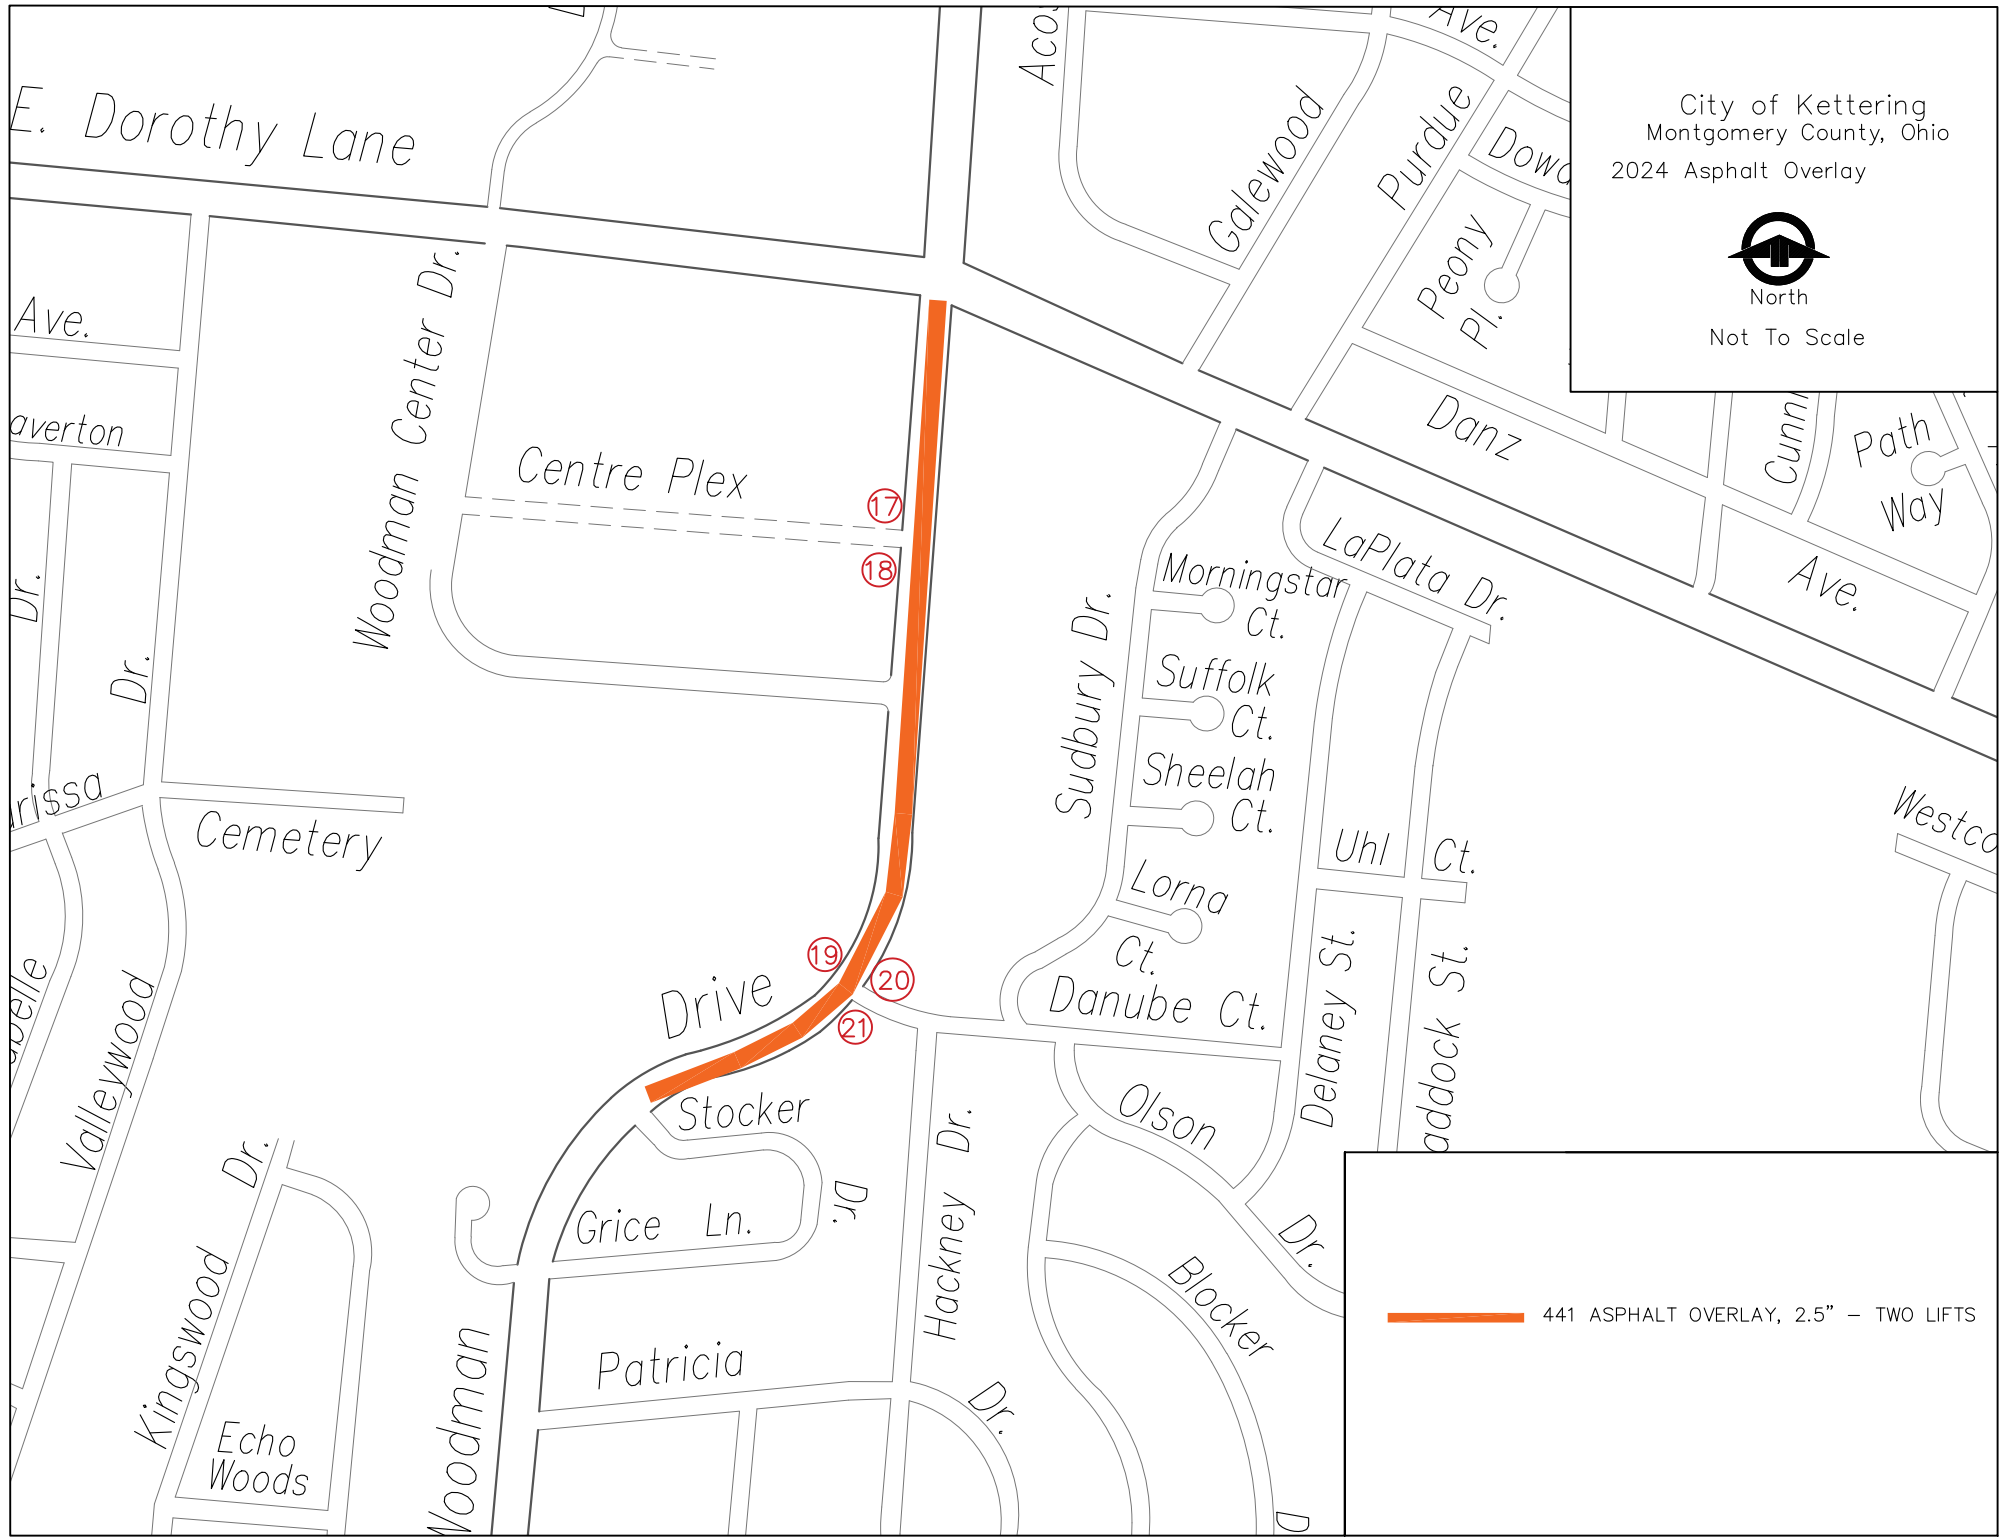 City of Kettering
Montgomery County, Ohio
2024 Asphalt Overlay
North
Not To Scale
E. Dorothy Lane
Ave.
Galewood
Purdue
Peony
Pl.
Ave.
Woodman Center Dr.
Danz
Ave.
Path
Way
Centre Plex
17
18
LaPlata Dr.
Morningstar
Ct.
Dr.
Dr.
Sudbury Dr.
Suffolk
Ct.
Sheelah
Ct.
Cemetery
Uhl Ct.
Lorna
Ct.
19
20
21
Drive
Danube Ct.
Delaney St.
St.
Valleywood
Stocker
Dr.
Olson
Dr.
Hackney Dr.
Grice Ln.
Blocker
Kingswood Dr.
Patricia
Dr.
Echo
Woods
Woodman
441 ASPHALT OVERLAY, 2.5” – TWO LIFTS